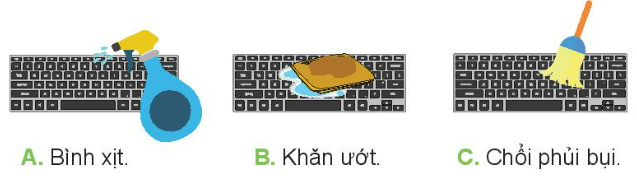 A. Bình xịt.
B. Khăn ướt.
C. Chổi phủi bụi.